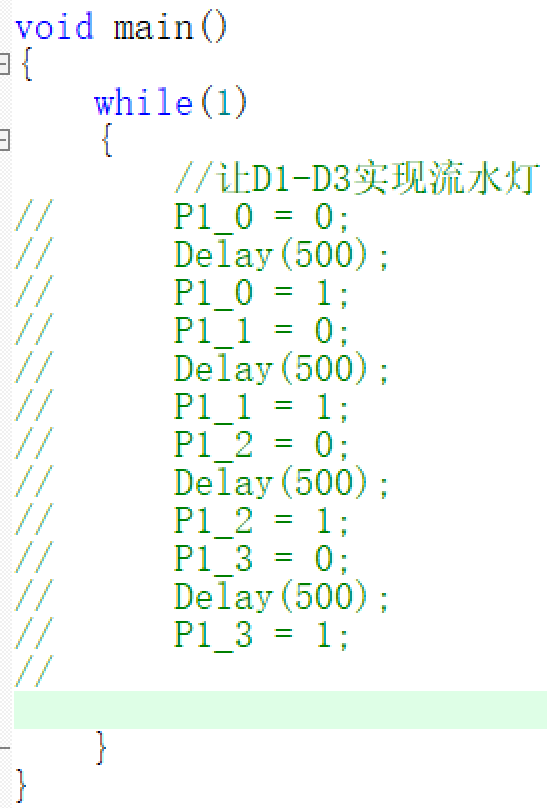 void main()
{
    while(1)
    {
        //让D1-D3实现流水灯
//      P1_0 = 0;
//      Delay(500);
//      P1_0 = 1;
//      P1_1 = 0;
//      Delay(500);
//      P1_1 = 1;
//      P1_2 = 0;
//      Delay(500);
//      P1_2 = 1;
//      P1_3 = 0;
//      Delay(500);
//      P1_3 = 1;
//
    }
}